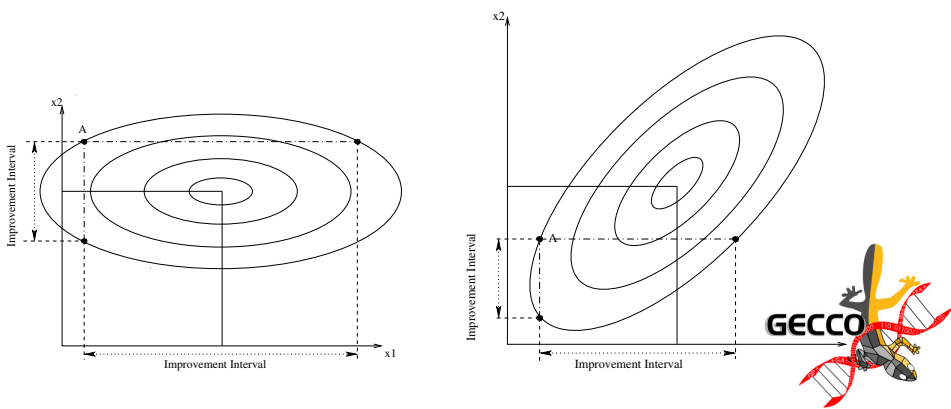 x2
A
Improvement Interval
x1
Improvement Interval
x2
A
Improvement Interval
Improvement Interval
GECCO